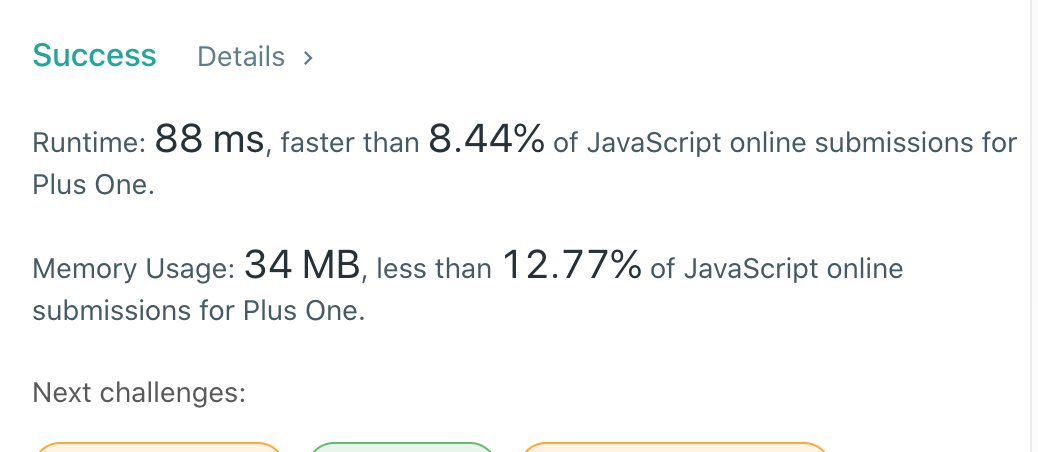 Success Details >
Runtime: 88 ms, faster than 8.44% of JavaScript online submissions for
Plus One.
Memory Usage: 34 MB, less than 12.77% of JavaScript online
submissions for Plus One.
Next challenges: